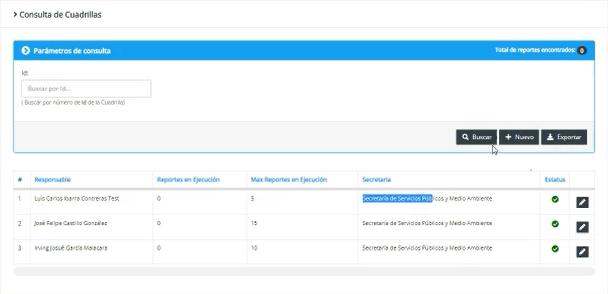 > Consulta de Cuadrillas
Parámetros de consulta
Total de reportes encontrados: 0
Id:
Buscar por Id...
( Buscar por número de Id de la Cuadrilla)
Buscar
+ Nuevo
Exportar
# Responsable Reportes en Ejecución Max Reportes en Ejecución Secretaría Estatus
1 Luis Carlos Ibarra Contreras Test 0 5 Secretaría de Servicios Públicos y Medio Ambiente
2 José Felipe Castillo González 0 15 Secretaría de Servicios Públicos y Medio Ambiente
3 Irving Josué García Malacara 0 10 Secretaría de Servicios Públicos y Medio Ambiente